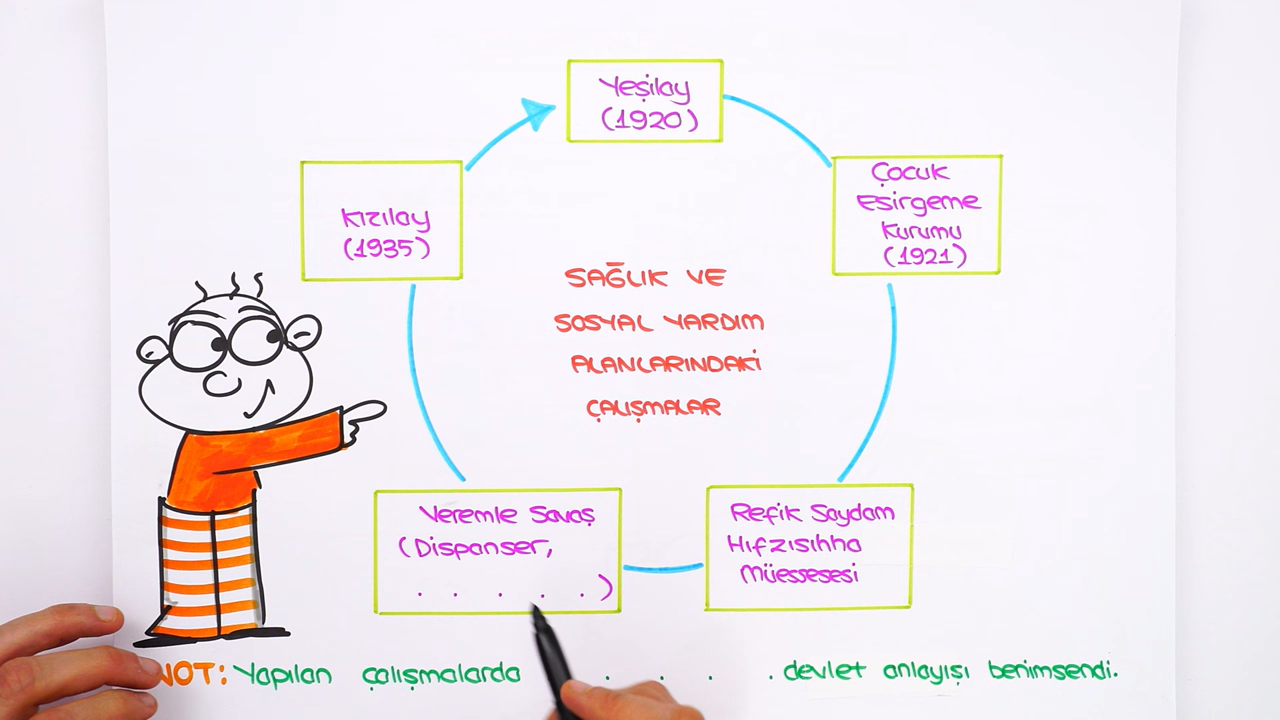 Yeşilay
(1920)
Çocuk
Esirgeme
Kurumu
(1921)
Kızılay
(1935)
SAĞLIK VE
SOSYAL YARDIM
ALANLARINDAKİ
ÇALIŞMALAR
Veremle Savaş
(Dispanser,
. . . . .)
Refik Saydam
Hıfzısıhha
Müessesesi
NOT: Yapılan çalışmalarda . . . . devlet anlayışı benimsendi.